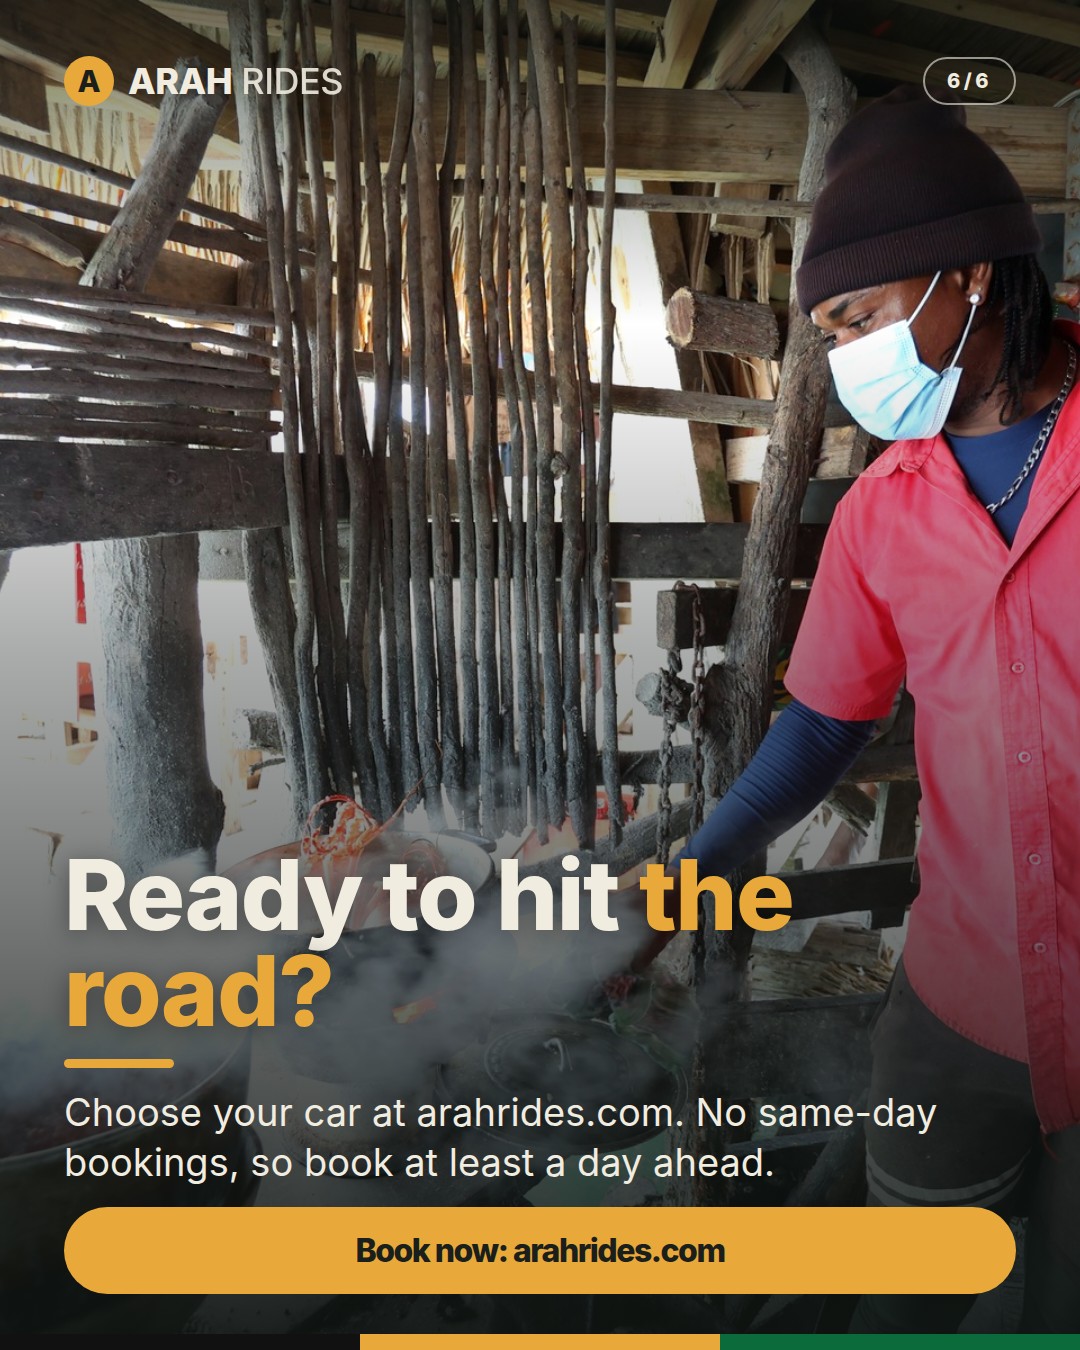 A ARAH RIDES
6/6
Ready to hit the
road?
Choose your car at arahrides.com. No same-day
bookings, so book at least a day ahead.
Book now: arahrides.com